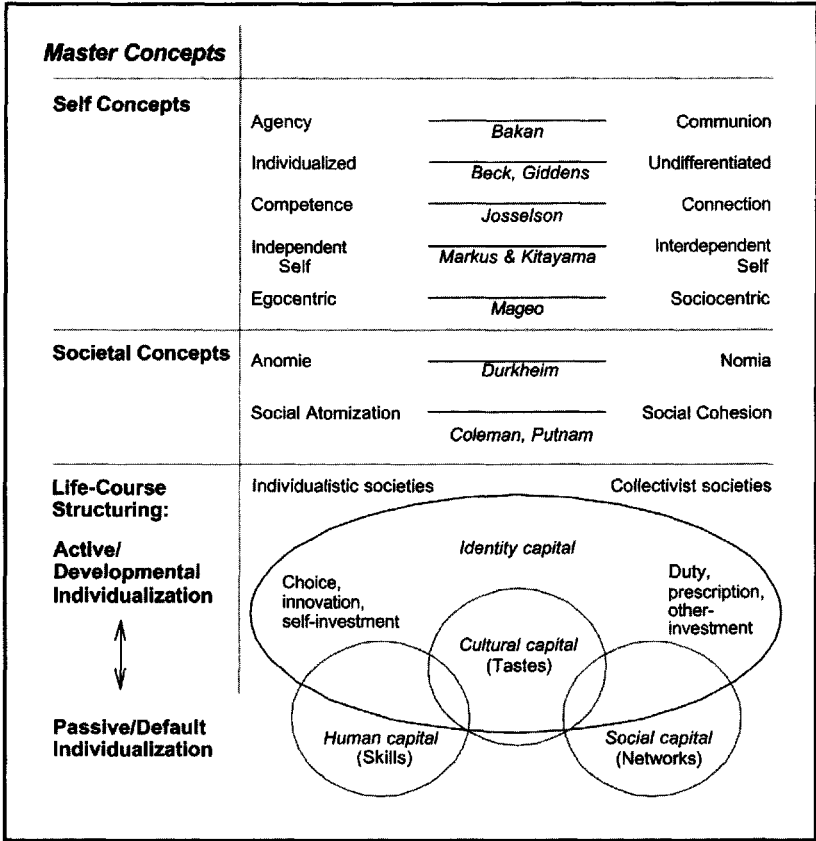 Master Concepts
Self Concepts
Agency Bakan Communion
Individualized Beck, Giddens Undifferentiated
Competence Josselson Connection
Independent Markus & Kitayama Interdependent
Self Self
Egocentric Mageo Sociocentric
Societal Concepts
Anomie Durkheim Nomia
Social Atomization Social Cohesion
Coleman, Putnam
Life-Course
Structuring:
Individualistic societies Collectivist societies
Active/
Developmental
Individualization
Identity capital
Choice,
innovation,
self-investment
Duty,
prescription,
other-
investment
Cultural capital
(Tastes)
Passive/Default
Individualization
Human capital
(Skills)
Social capital
(Networks)